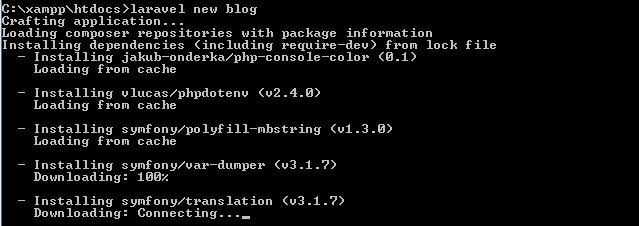 C:\xampp\htdocs>laravel new blog
Crafting application...
Loading composer repositories with package information
Installing dependencies (including require-dev) from lock file
- Installing jakub-onderka/php-console-color (0.1)
Loading from cache
- Installing vlucas/phpdotenv (v2.4.0)
Loading from cache
- Installing symfony/polyfill-mbstring (v1.3.0)
Loading from cache
- Installing symfony/var-dumper (v3.1.7)
Downloading: 100%
- Installing symfony/translation (v3.1.7)
Downloading: Connecting..._